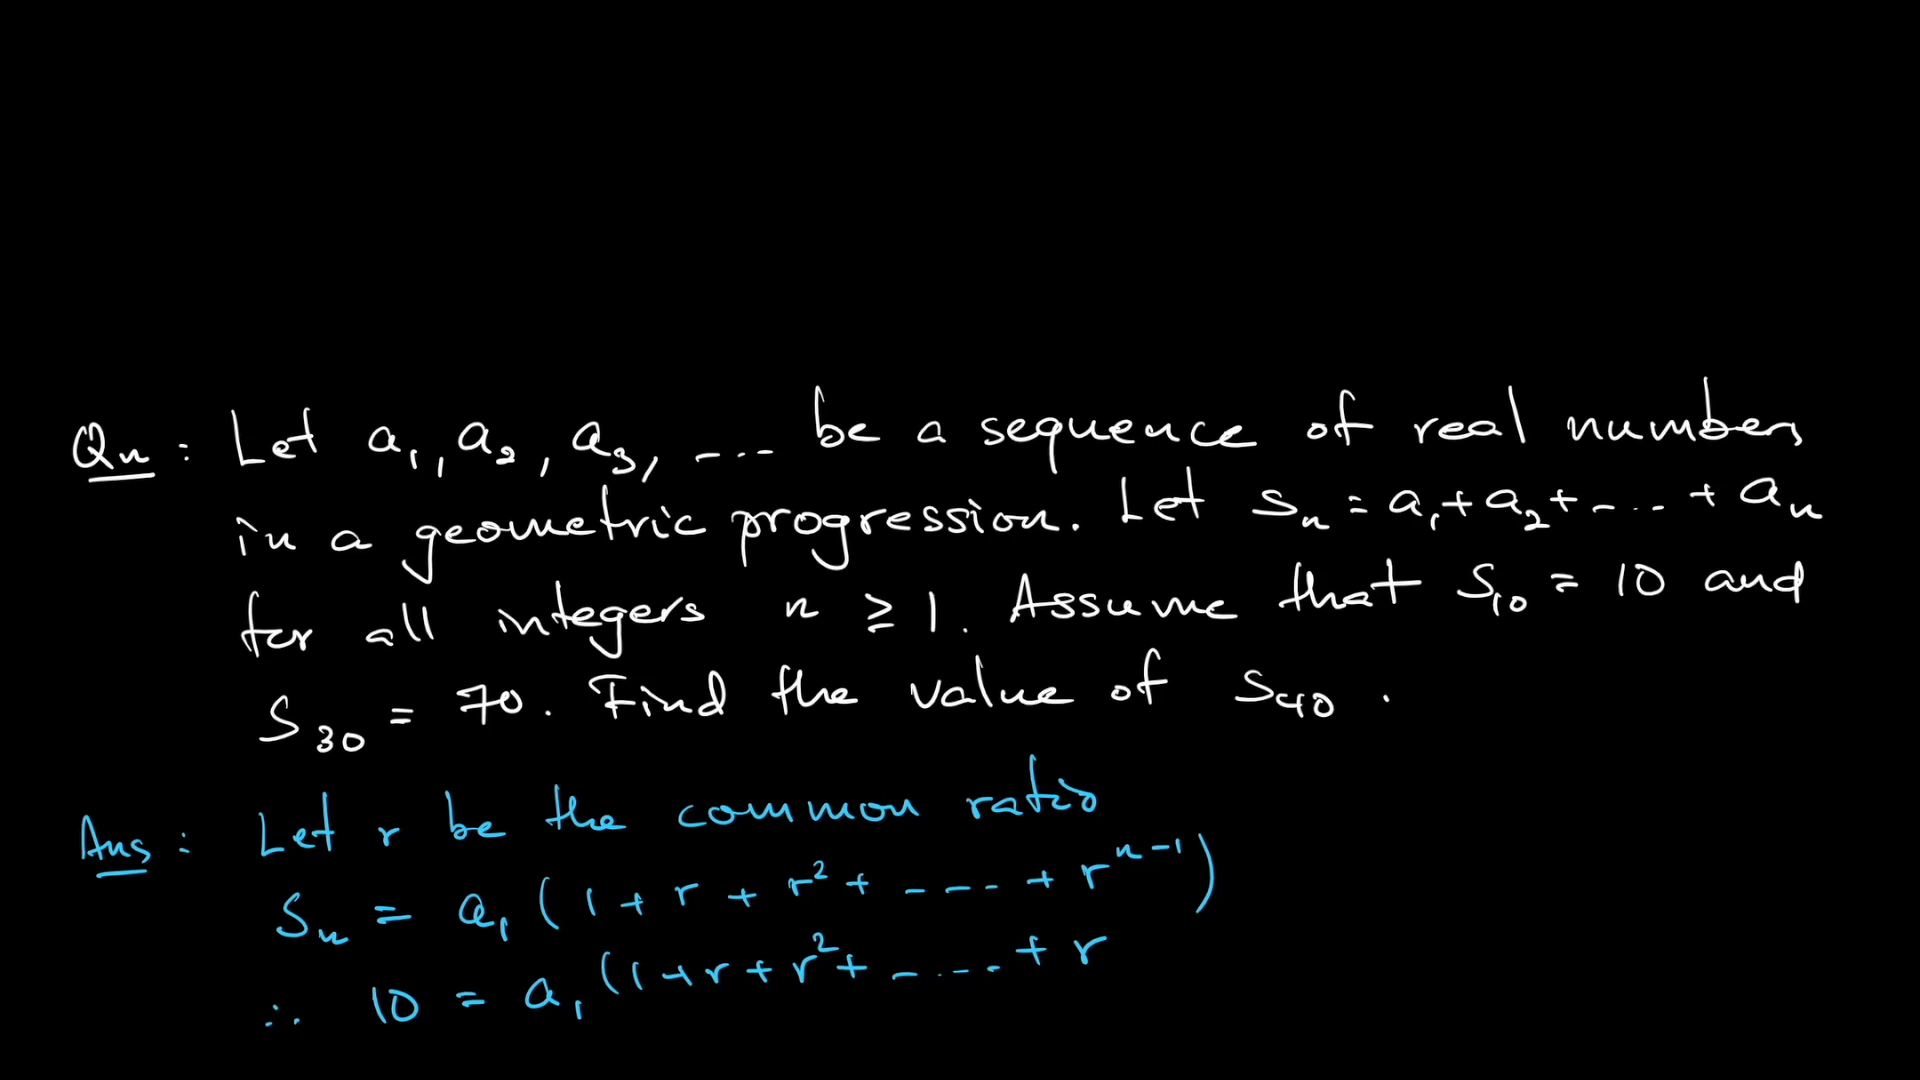 Qn: Let a₁, a₂, a₃, ---- be a sequence of real numbers
in a geometric progression. Let Sₙ = a₁+a₂+----+aₙ
for all integers n ≥ 1. Assume that S₁₀ = 10 and
S₃₀ = 70. Find the value of S₄₀.
Ans: Let r be the common ratio
Sₙ = a₁(1+r+r²+----+rⁿ⁻¹)
∴ 10 = a₁(1+r+r²+----+r